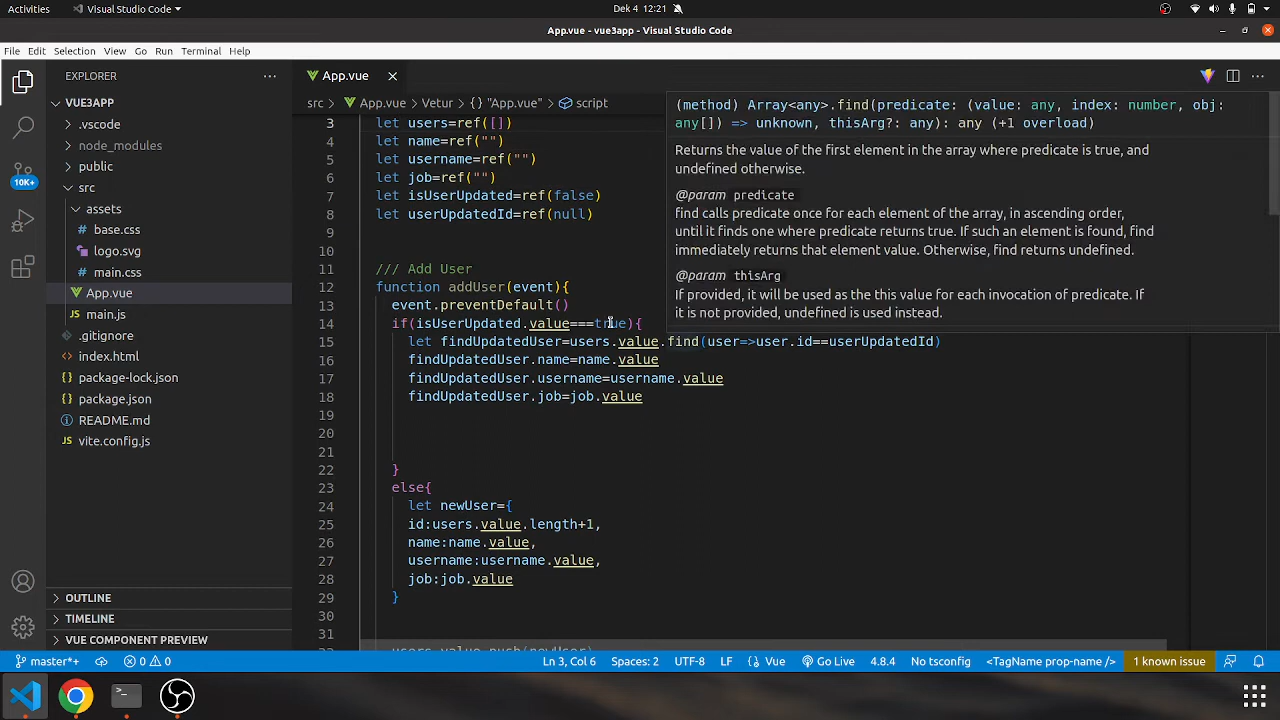 Activities Visual Studio Code Dek 4 12:21
App.vue - vue3app - Visual Studio Code
File Edit Selection View Go Run Terminal Help
EXPLORER
App.vue
VUE3APP
src > App.vue > Vetur > {} "App.vue" > script
.vscode
node_modules
public
src
assets
base.css
logo.svg
main.css
App.vue
main.js
.gitignore
index.html
package-lock.json
package.json
README.md
vite.config.js
OUTLINE
TIMELINE
VUE COMPONENT PREVIEW
10K+
3 let users=ref([])
4 let name=ref("")
5 let username=ref("")
6 let job=ref("")
7 let isUserUpdated=ref(false)
8 let userUpdatedId=ref(null)
9
10
11 /// Add User
12 function addUser(event){
13 event.preventDefault()
14 if(isUserUpdated.value===true){
15 let findUpdatedUser=users.value.find(user=>user.id==userUpdatedId)
16 findUpdatedUser.name=name.value
17 findUpdatedUser.username=username.value
18 findUpdatedUser.job=job.value
19
20
21
22 }
23 else{
24 let newUser={
25 id:users.value.length+1,
26 name:name.value,
27 username:username.value,
28 job:job.value
29 }
30
31
32 users.value.push(newUser)
(method) Array<any>.find(predicate: (value: any, index: number, obj:
any[]) => unknown, thisArg?: any): any (+1 overload)
Returns the value of the first element in the array where predicate is true, and
undefined otherwise.
@param predicate
find calls predicate once for each element of the array, in ascending order,
until it finds one where predicate returns true. If such an element is found, find
immediately returns that element value. Otherwise, find returns undefined.
@param thisArg
If provided, it will be used as the this value for each invocation of predicate. If
it is not provided, undefined is used instead.
master*+ 0 0 Ln 3, Col 6 Spaces: 2 UTF-8 LF {} Vue Go Live 4.8.4 No tsconfig <TagName prop-name /> 1 known issue